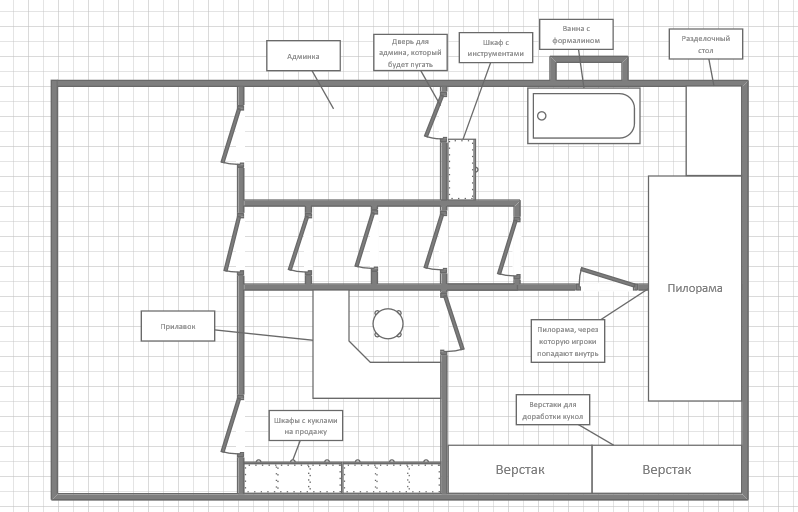 Админка
Дверь для
админа, который
будет пугать
Шкаф с
инструментами
Ванна с
формалином
Разделочный
стол
Пилорама
Прилавок
Пилорама, через
которую игроки
попадают внутрь
Верстаки для
доработки кукол
Шкафы с куклами
на продажу
Верстак
Верстак